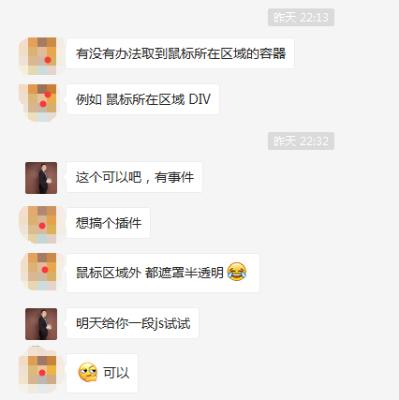 昨天 22:13
有没有办法取到鼠标所在区域的容器
例如 鼠标所在区域 DIV
昨天 22:32
这个可以吧，有事件
想搞个插件
鼠标区域外 都遮罩半透明
明天给你一段js试试
可以